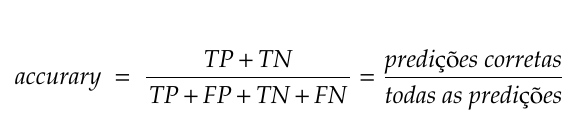 accurary = TP + TN / TP + FP + TN + FN = predições corretas / todas as predições